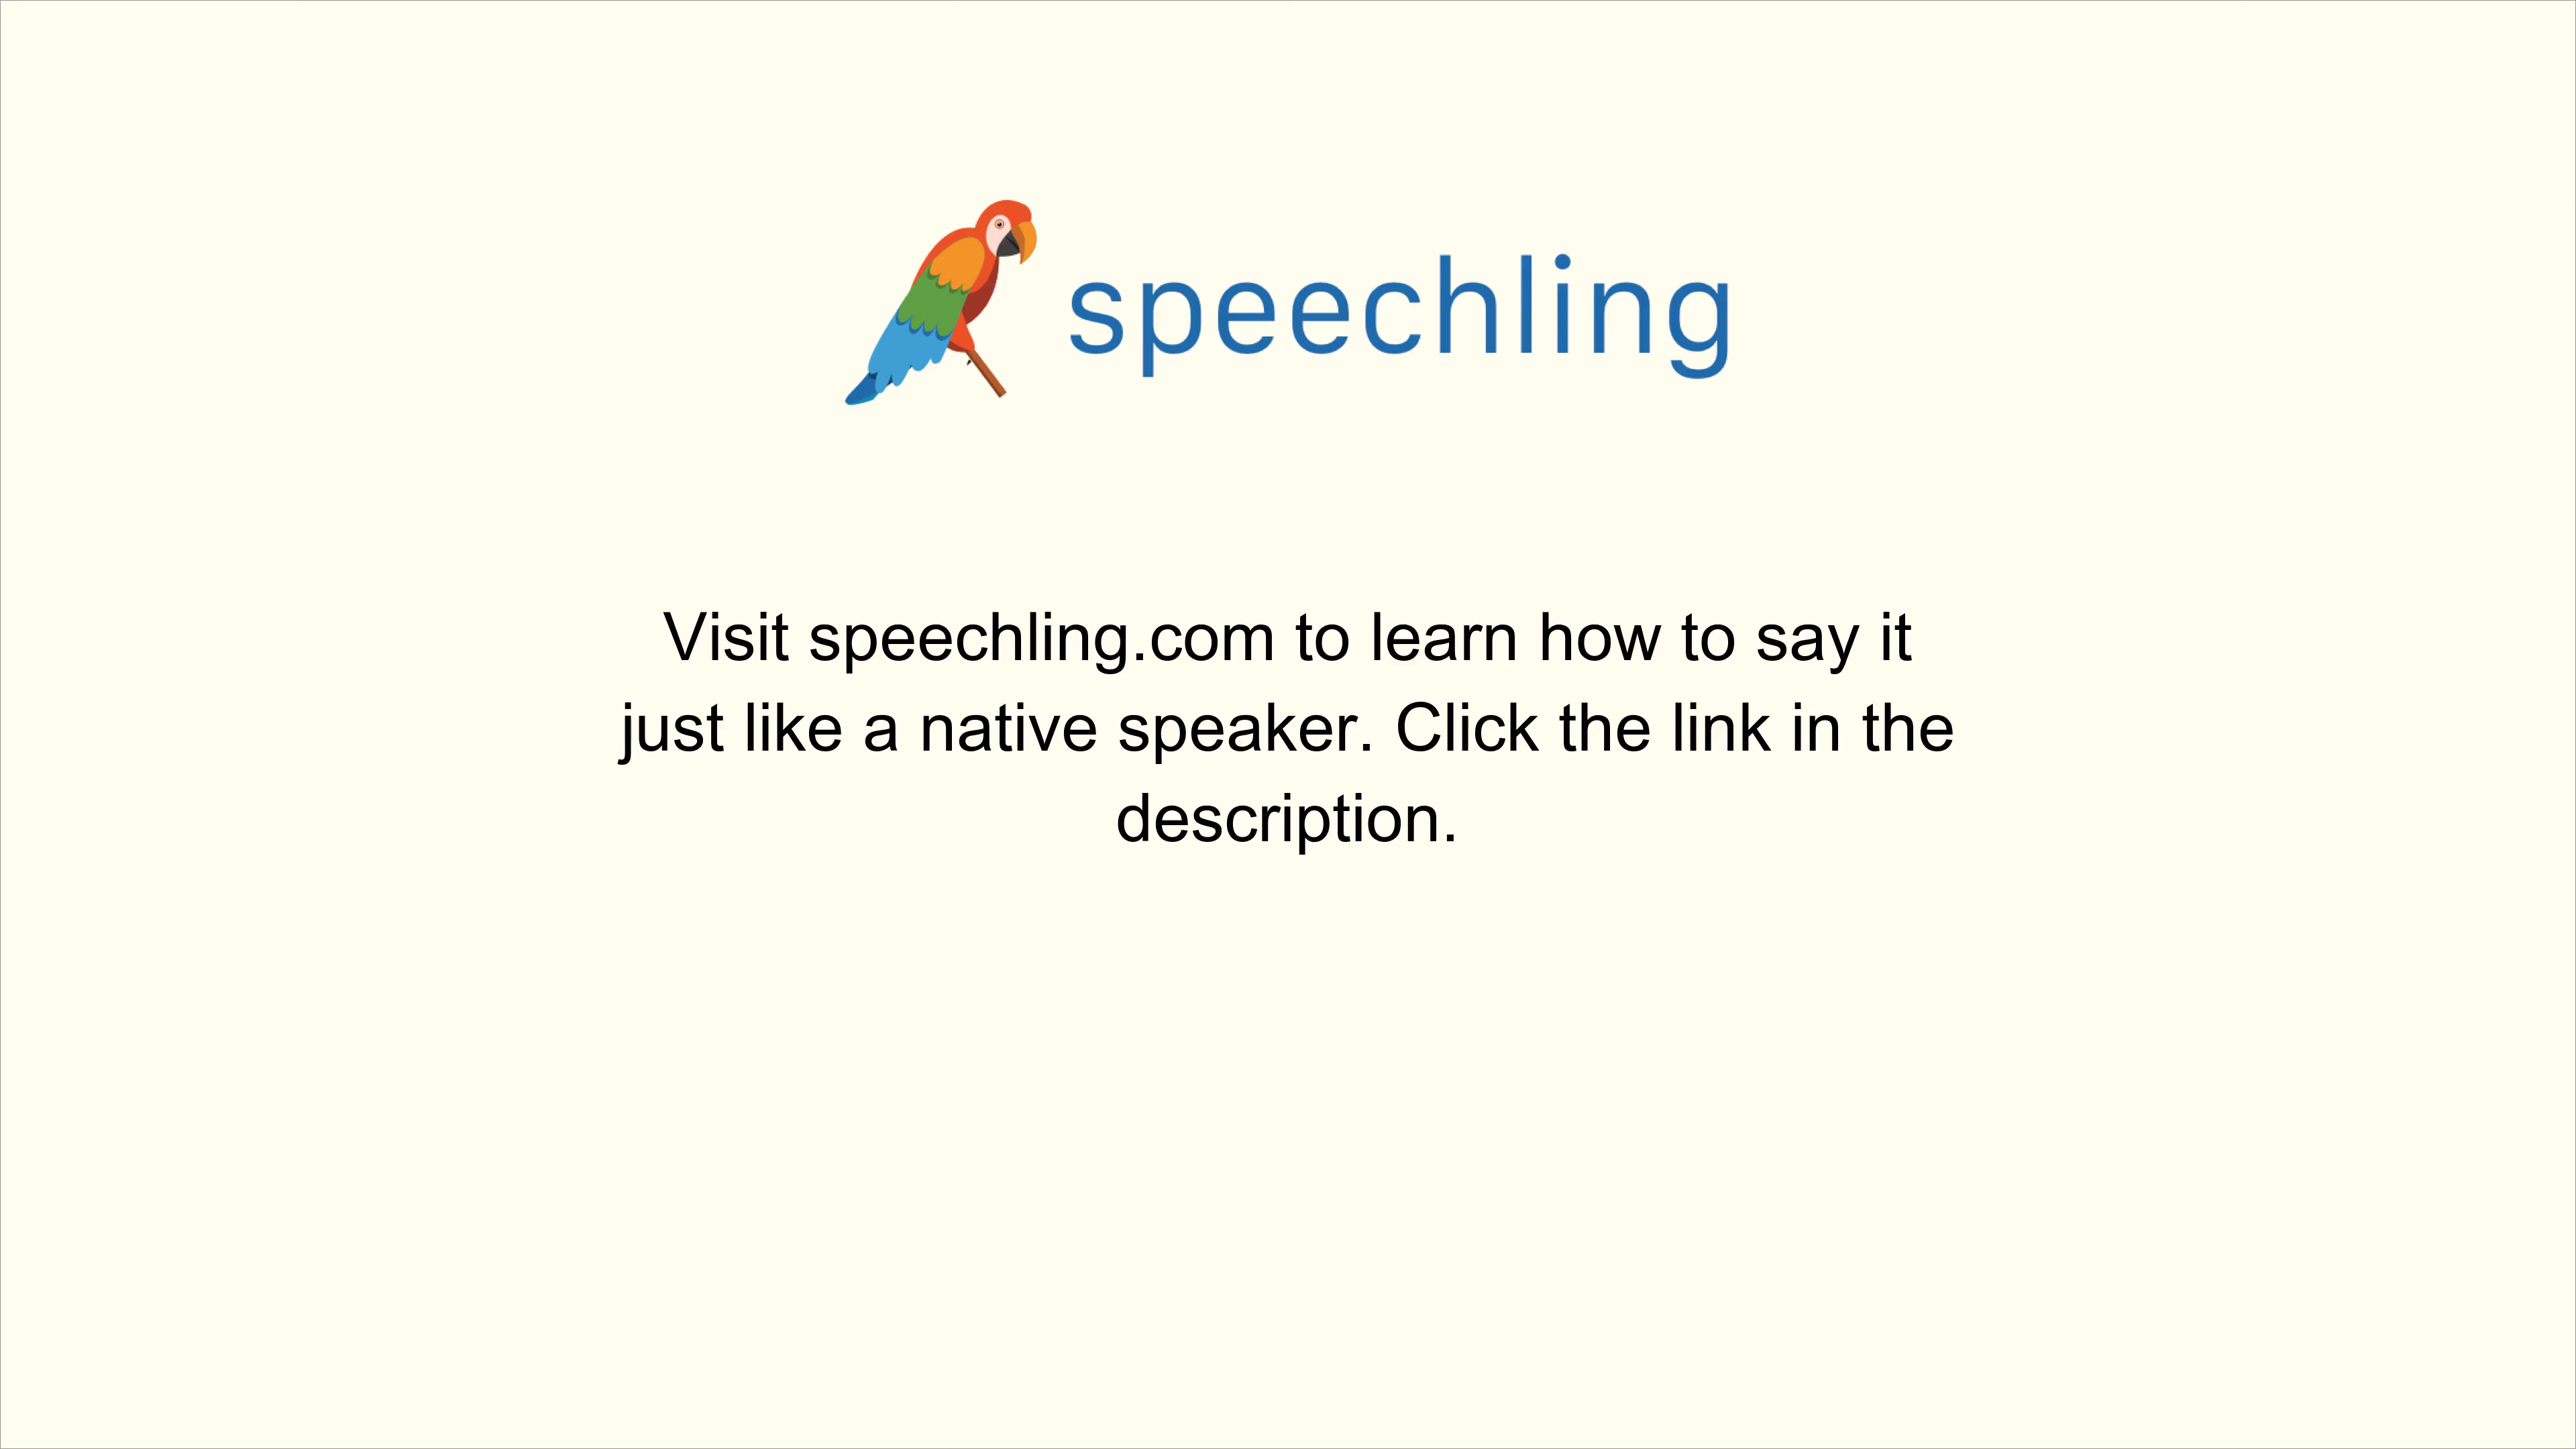 speechling
Visit speechling.com to learn how to say it
just like a native speaker. Click the link in the
description.